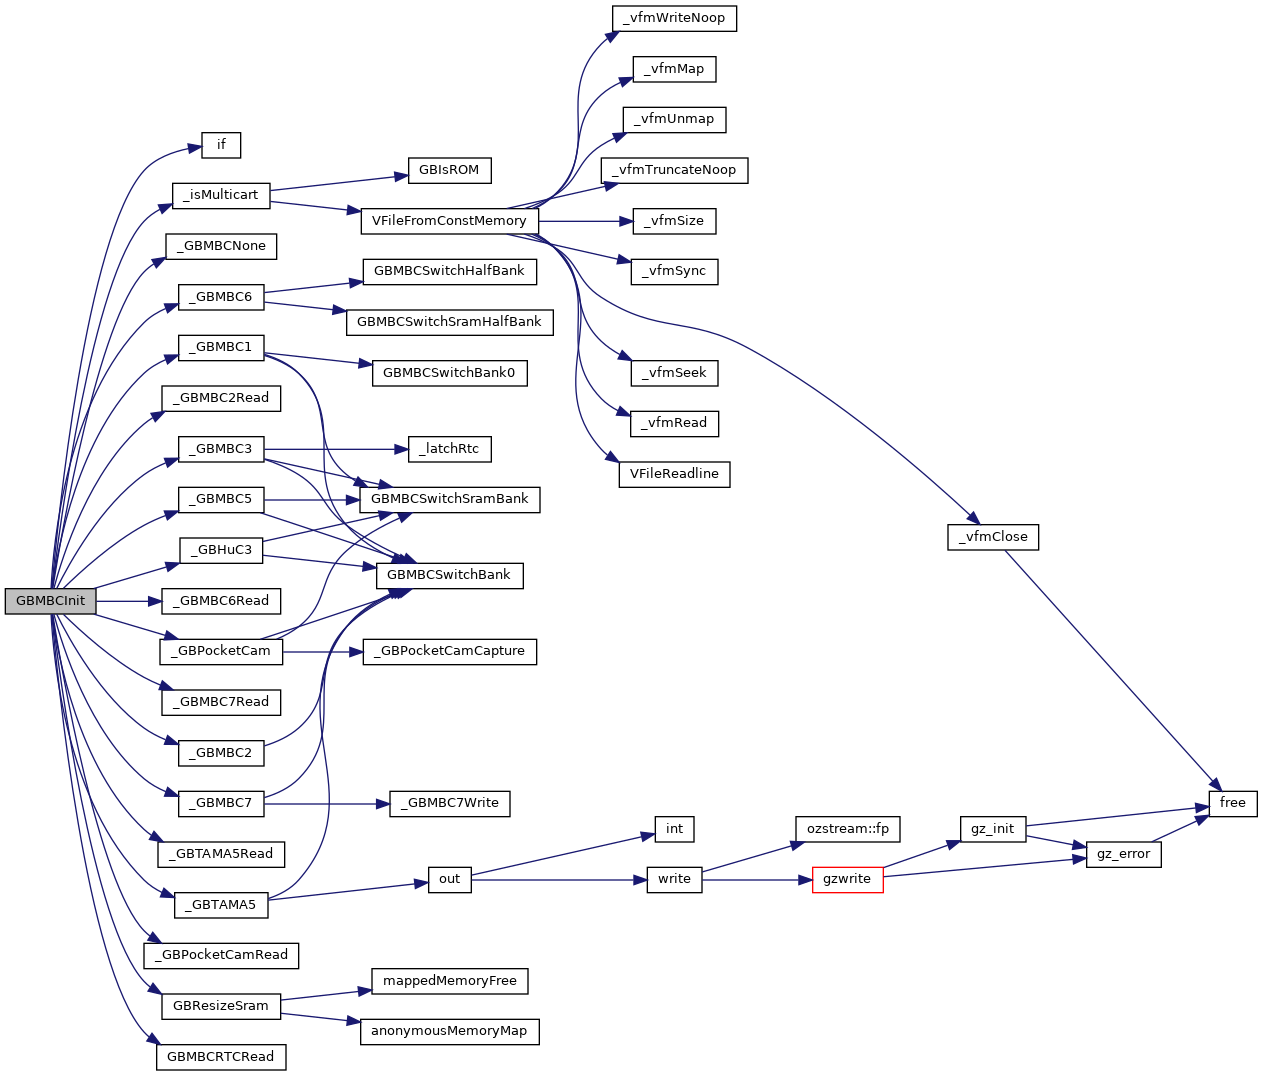 _vfmWriteNoop
_vfmMap
_vfmUnmap
if
_vfmTruncateNoop
GBIsROM
_isMulticart
VFileFromConstMemory
_vfmSize
_GBMBCNone
_vfmSync
GBMBCSwitchHalfBank
_GBMBC6
GBMBCSwitchSramHalfBank
_GBMBC1
GBMBCSwitchBank0
_vfmSeek
_GBMBC2Read
_vfmRead
_GBMBC3
_latchRtc
VFileReadline
_GBMBC5
GBMBCSwitchSramBank
_vfmClose
_GBHuC3
GBMBCSwitchBank
GBMBCInit
_GBMBC6Read
_GBPocketCam
_GBPocketCamCapture
_GBMBC7Read
_GBMBC2
_GBMBC7
_GBMBC7Write
free
int
ozstream::fp
gz_init
_GBTAMA5Read
gz_error
out
write
gzwrite
_GBTAMA5
_GBPocketCamRead
mappedMemoryFree
GBResizeSram
anonymousMemoryMap
GBMBCRTCRead